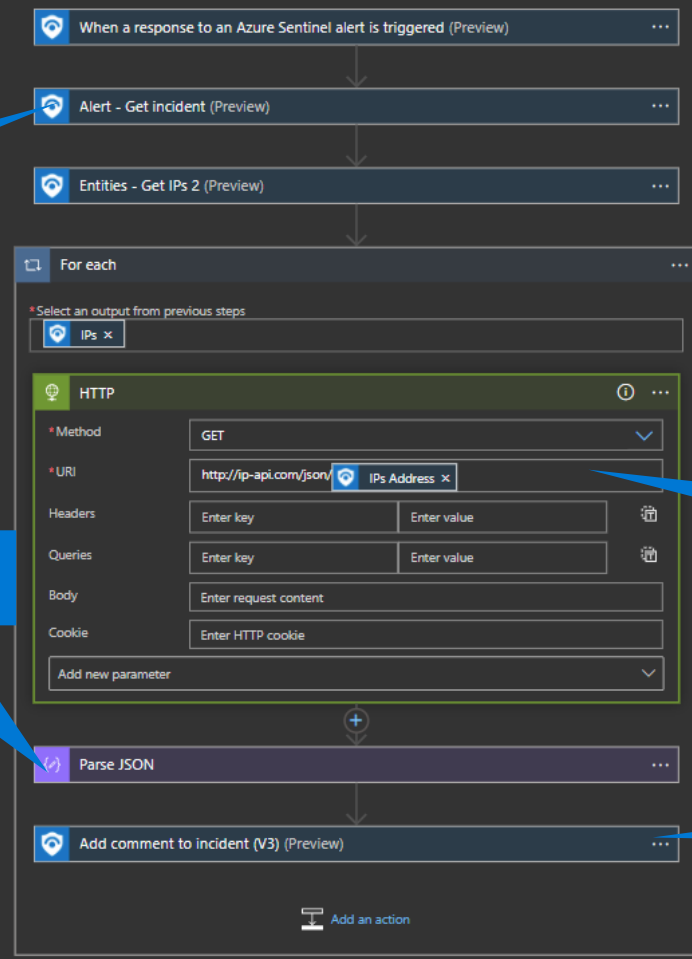 When a response to an Azure Sentinel alert is triggered (Preview)
Alert - Get incident (Preview)
Entities - Get IPs 2 (Preview)
For each
*Select an output from previous steps
IPs ×
HTTP
*Method GET
*URI http://ip-api.com/json/ IPs Address ×
Headers Enter key Enter value
Queries Enter key Enter value
Body Enter request content
Cookie Enter HTTP cookie
Add new parameter
Parse JSON
Add comment to incident (V3) (Preview)
Add an action